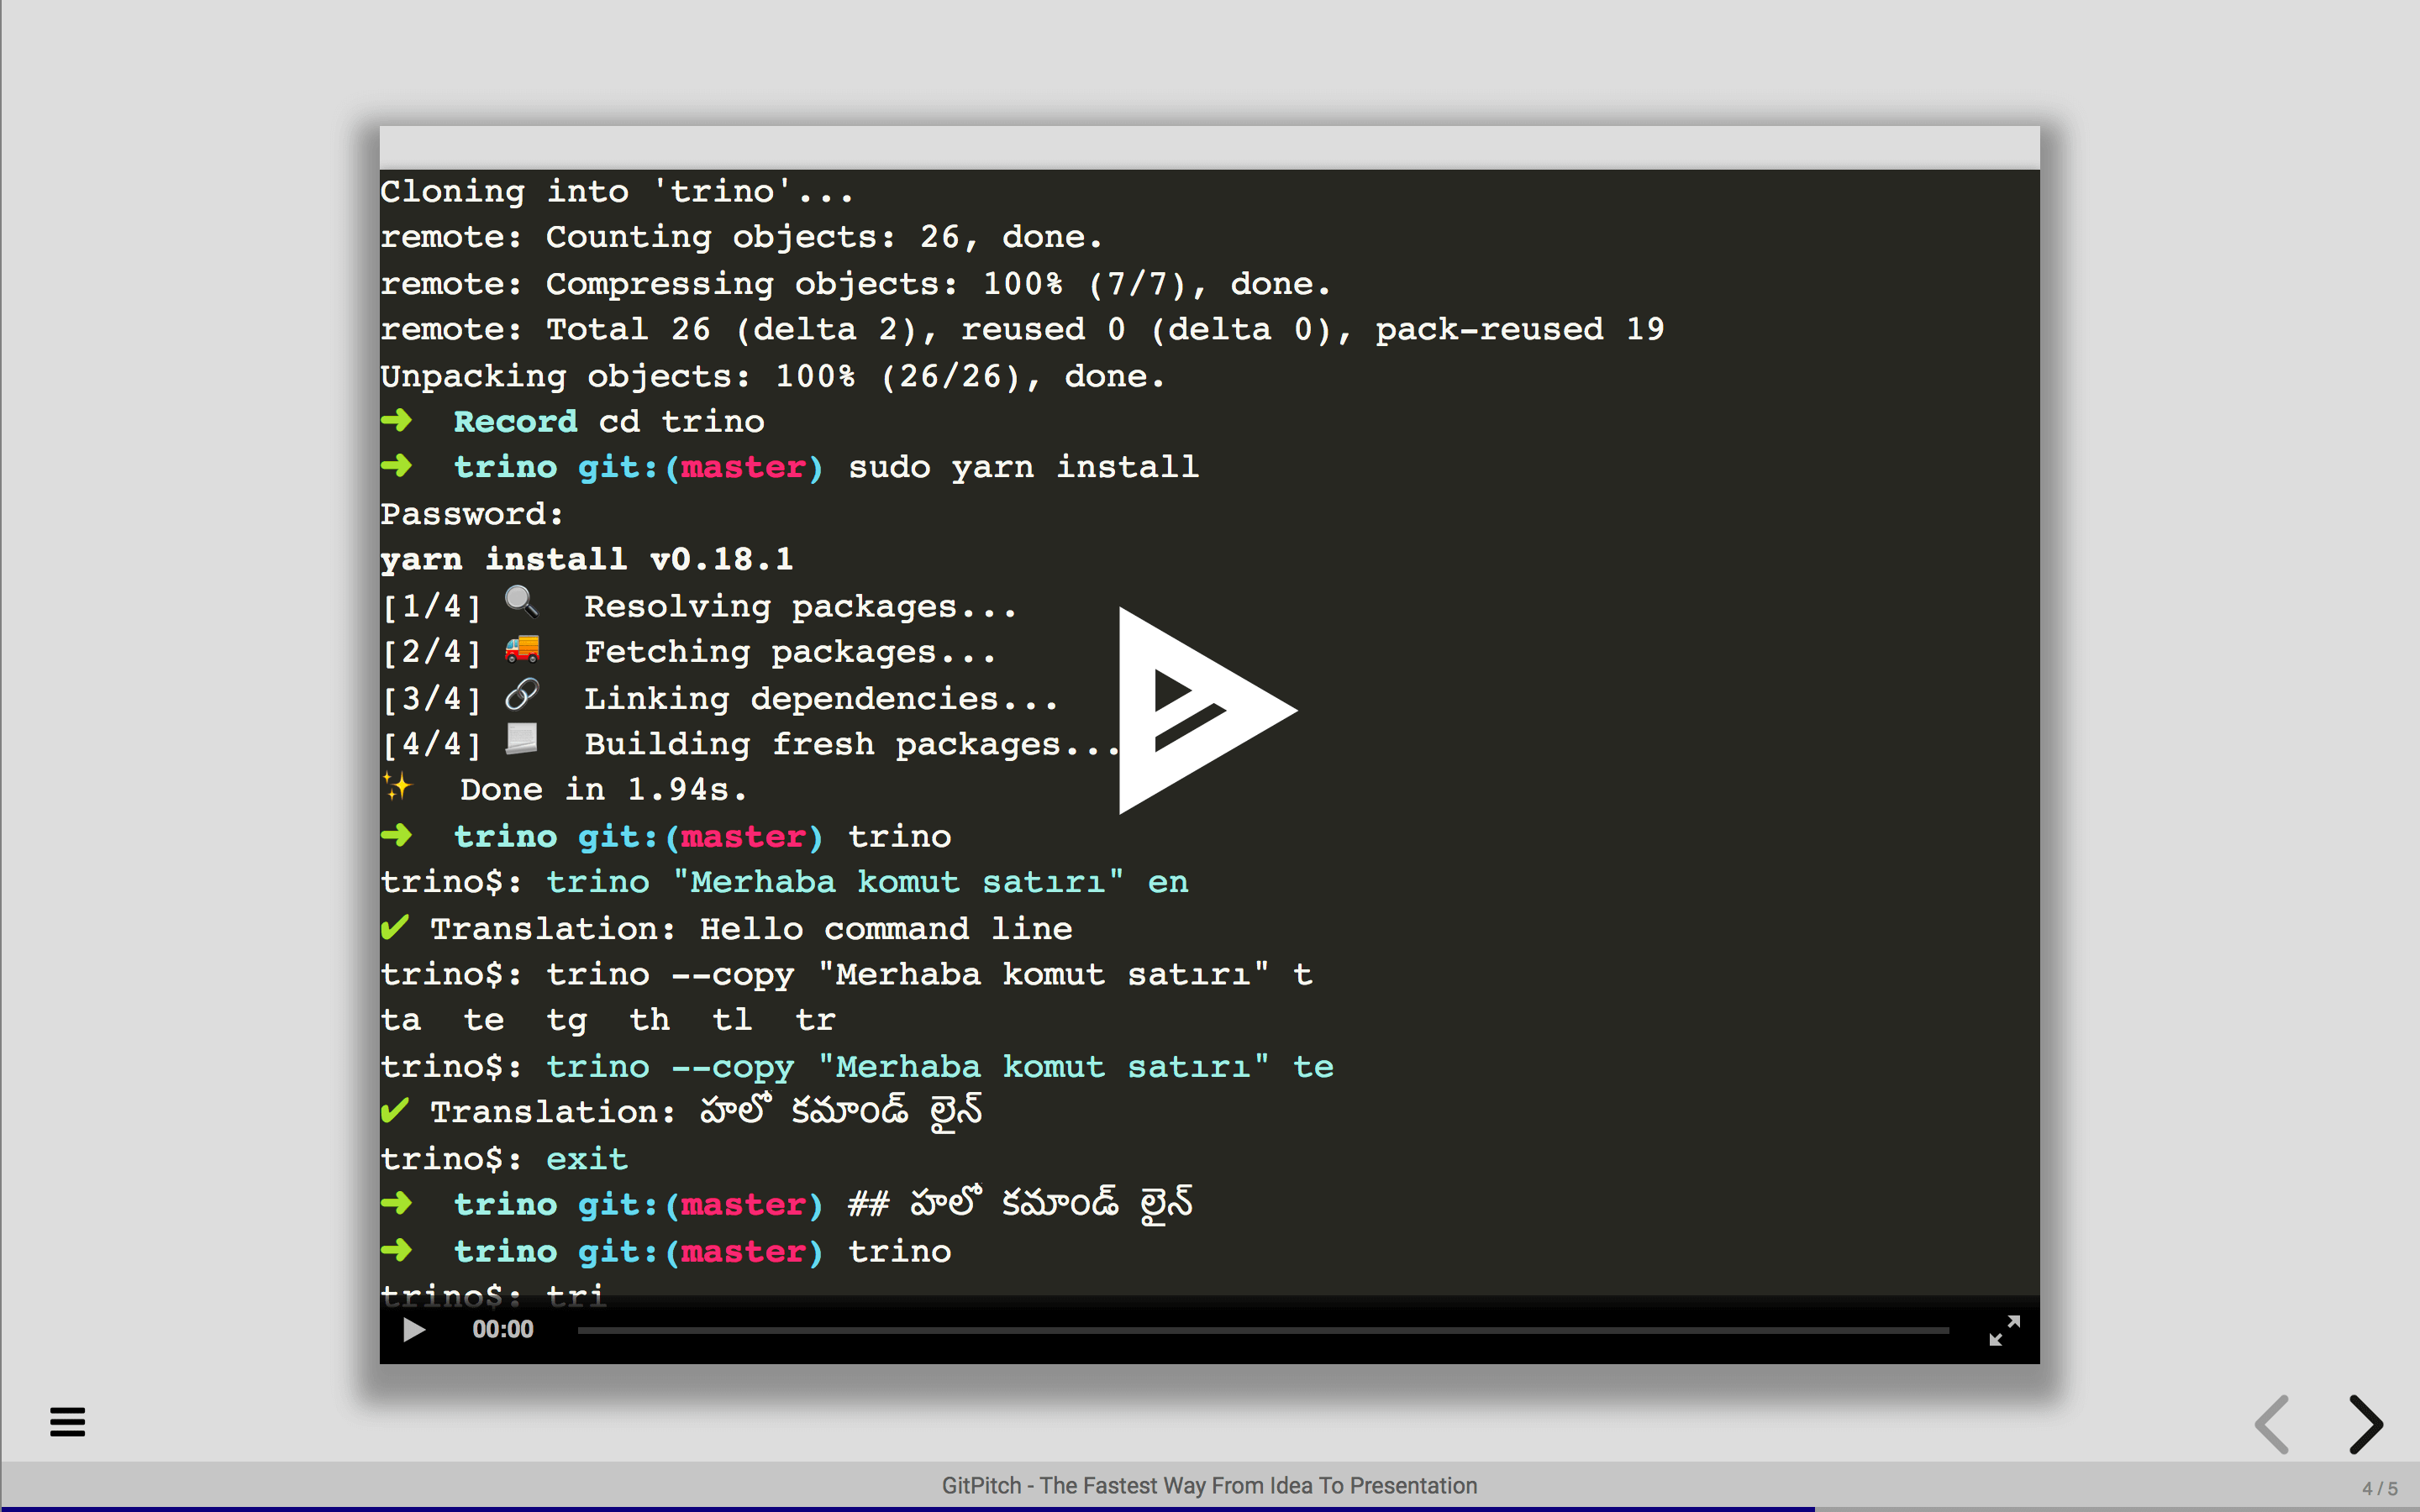 Cloning into 'trino'...
remote: Counting objects: 26, done.
remote: Compressing objects: 100% (7/7), done.
remote: Total 26 (delta 2), reused 0 (delta 0), pack-reused 19
Unpacking objects: 100% (26/26), done.
➜  Record cd trino
➜  trino git:(master) sudo yarn install
Password:
yarn install v0.18.1
[1/4] 🔍  Resolving packages...
[2/4] 🚚  Fetching packages...
[3/4] 🔗  Linking dependencies...
[4/4] 📃  Building fresh packages...
✨  Done in 1.94s.
➜  trino git:(master) trino
trino$: trino "Merhaba komut satırı" en
✔ Translation: Hello command line
trino$: trino --copy "Merhaba komut satırı" t
ta  te  tg  th  tl  tr
trino$: trino --copy "Merhaba komut satırı" te
✔ Translation: హలో కమాండ్ లైన్
trino$: exit
➜  trino git:(master) ## హలో కమాండ్ లైన్
➜  trino git:(master) trino
trino$: tri
00:00
GitPitch - The Fastest Way From Idea To Presentation
4 / 5